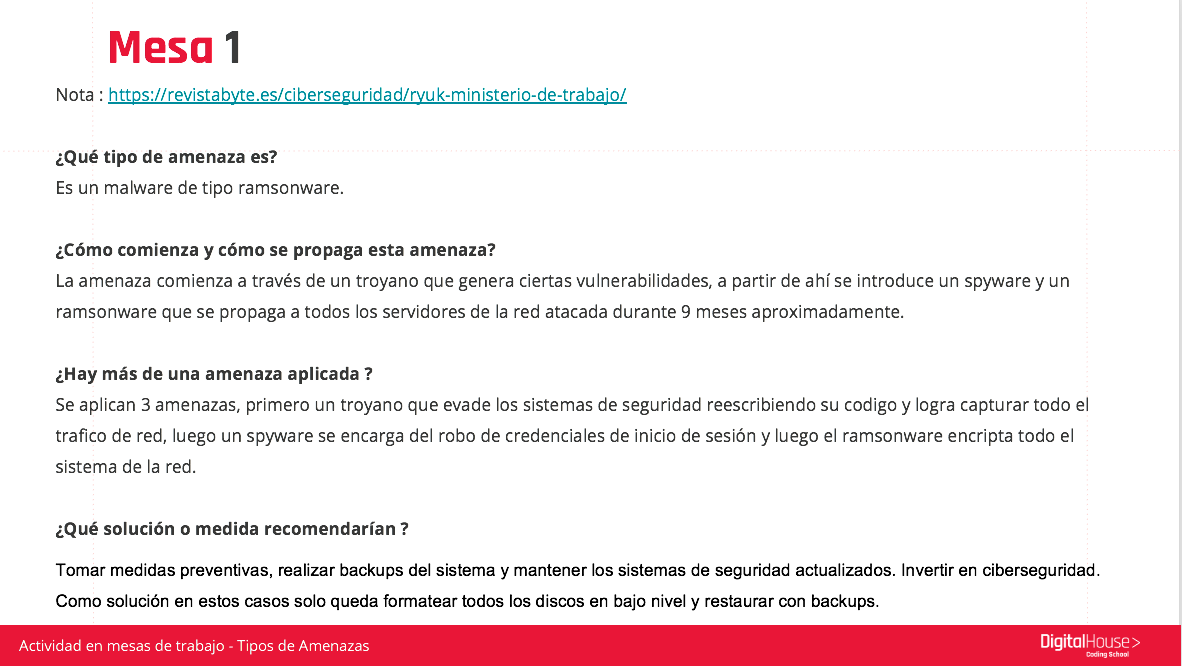 Mesa 1
Nota : https://revistabyte.es/ciberseguridad/ryuk-ministerio-de-trabajo/
¿Qué tipo de amenaza es?
Es un malware de tipo ramsonware.
¿Cómo comienza y cómo se propaga esta amenaza?
La amenaza comienza a través de un troyano que genera ciertas vulnerabilidades, a partir de ahí se introduce un spyware y un
ramsonware que se propaga a todos los servidores de la red atacada durante 9 meses aproximadamente.
¿Hay más de una amenaza aplicada ?
Se aplican 3 amenazas, primero un troyano que evade los sistemas de seguridad reescribiendo su codigo y logra capturar todo el
trafico de red, luego un spyware se encarga del robo de credenciales de inicio de sesión y luego el ramsonware encripta todo el
sistema de la red.
¿Qué solución o medida recomendarían ?
Tomar medidas preventivas, realizar backups del sistema y mantener los sistemas de seguridad actualizados. Invertir en ciberseguridad.
Como solución en estos casos solo queda formatear todos los discos en bajo nivel y restaurar con backups.
Actividad en mesas de trabajo - Tipos de Amenazas
DigitalHouse>
Coding School